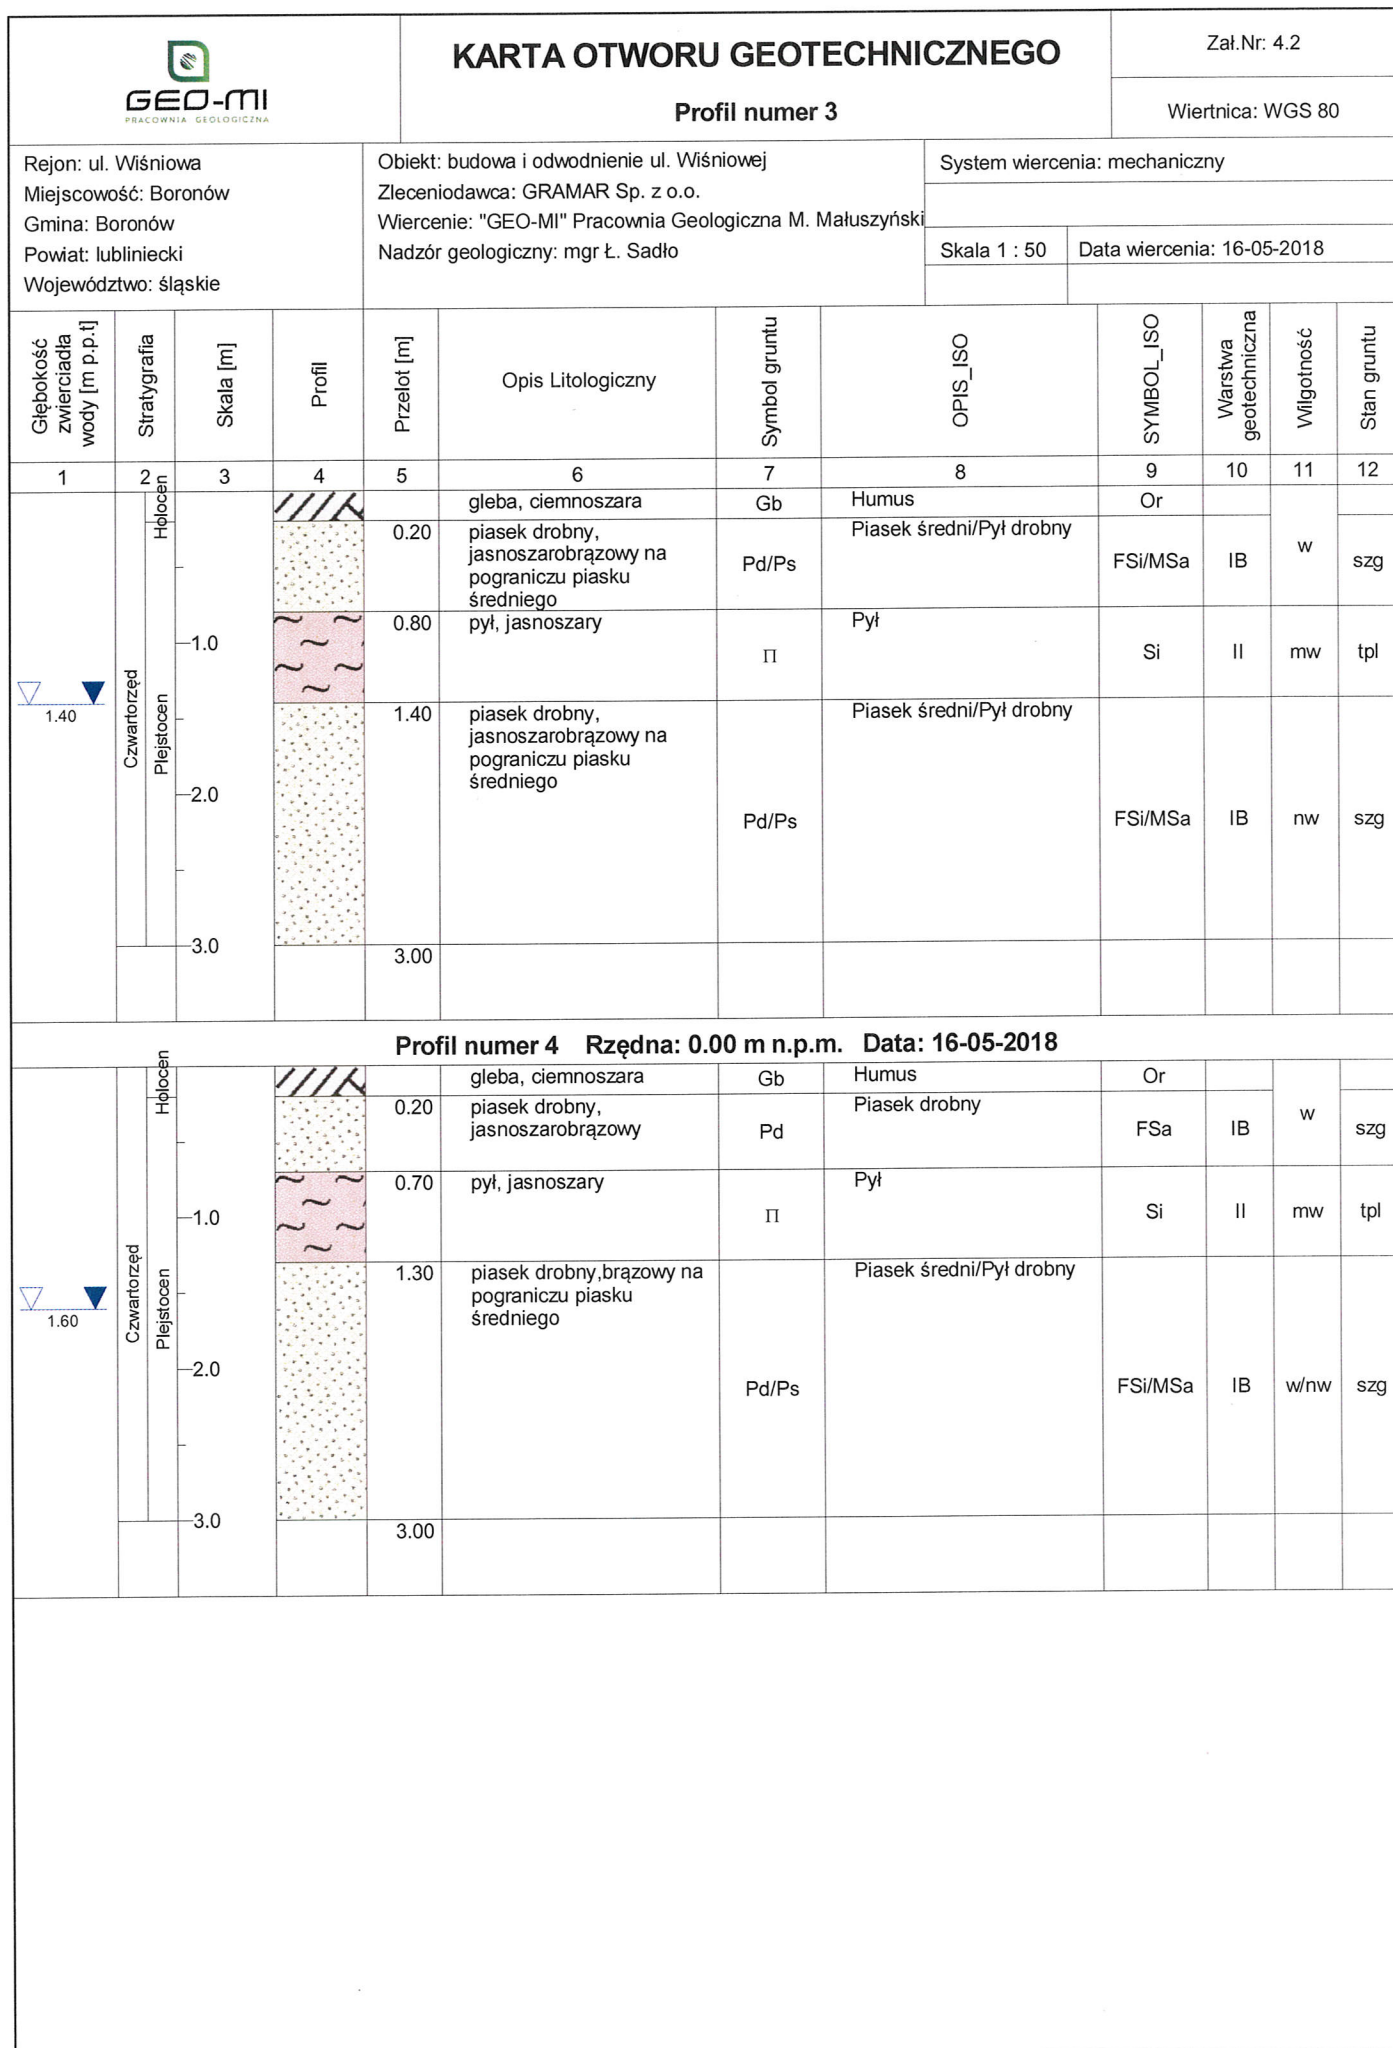 GEO-MI
PRACOWNIA GEOLOGICZNA
KARTA OTWORU GEOTECHNICZNEGO
Profil numer 3
Zał.Nr: 4.2
Wiertnica: WGS 80
Rejon: ul. Wiśniowa
Miejscowość: Boronów
Gmina: Boronów
Powiat: lubliniecki
Województwo: śląskie
Obiekt: budowa i odwodnienie ul. Wiśniowej
Zleceniodawca: GRAMAR Sp. z o.o.
Wiercenie: "GEO-MI" Pracownia Geologiczna M. Małuszyński
Nadzór geologiczny: mgr Ł. Sadło
System wiercenia: mechaniczny
Skala 1 : 50
Data wiercenia: 16-05-2018
Głębokość
zwierciadła
wody [m p.p.t]
Stratygrafia
Skala [m]
Profil
Przelot [m]
Opis Litologiczny
Symbol gruntu
OPIS_ISO
SYMBOL_ISO
Warstwa
geotechniczna
Wilgotność
Stan gruntu
1 2 3 4 5 6 7 8 9 10 11 12
1.40
Czwartorzęd
Holocen
Plejstocen
1.0
2.0
3.0
gleba, ciemnoszara
Gb
Humus
Or
w
0.20
piasek drobny,
jasnoszarobrązowy na
pograniczu piasku
średniego
Pd/Ps
Piasek średni/Pył drobny
FSi/MSa
IB
szg
0.80
pył, jasnoszary
Π
Pył
Si
II
mw
tpl
1.40
piasek drobny,
jasnoszarobrązowy na
pograniczu piasku
średniego
Pd/Ps
Piasek średni/Pył drobny
FSi/MSa
IB
nw
szg
3.00
Profil numer 4 Rzędna: 0.00 m n.p.m. Data: 16-05-2018
1.60
Czwartorzęd
Holocen
Plejstocen
1.0
2.0
3.0
gleba, ciemnoszara
Gb
Humus
Or
w
0.20
piasek drobny,
jasnoszarobrązowy
Pd
Piasek drobny
FSa
IB
szg
0.70
pył, jasnoszary
Π
Pył
Si
II
mw
tpl
1.30
piasek drobny,brązowy na
pograniczu piasku
średniego
Pd/Ps
Piasek średni/Pył drobny
FSi/MSa
IB
w/nw
szg
3.00